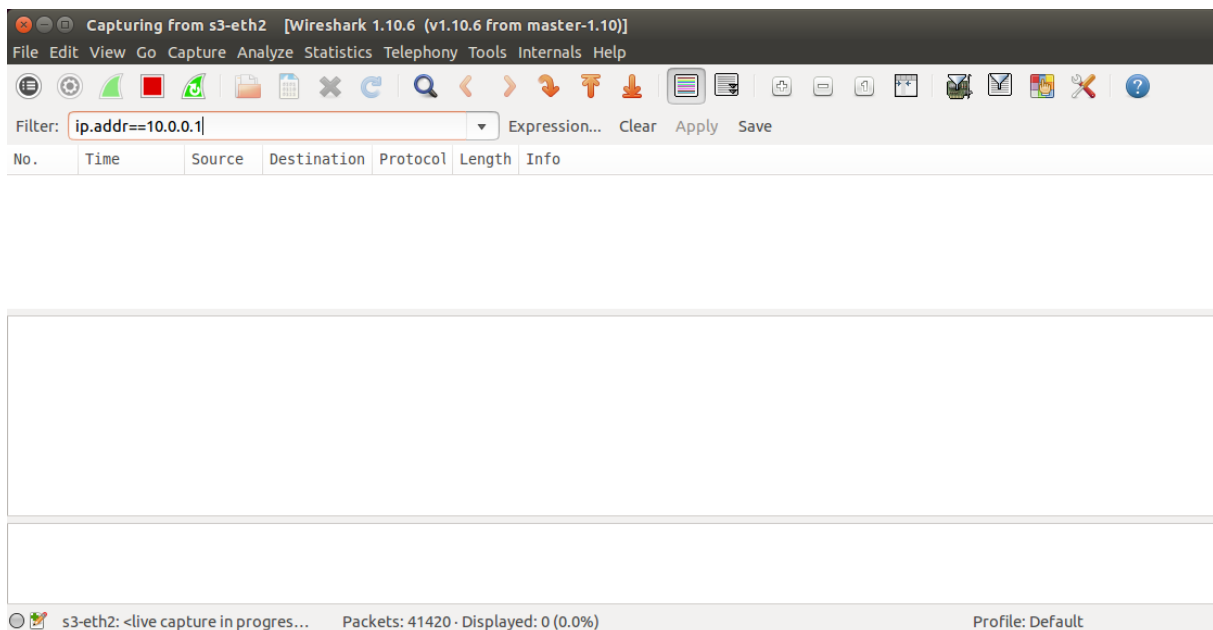 Capturing from s3-eth2 [Wireshark 1.10.6 (v1.10.6 from master-1.10)]
File Edit View Go Capture Analyze Statistics Telephony Tools Internals Help
Filter: ip.addr==10.0.0.1 Expression... Clear Apply Save
No. Time Source Destination Protocol Length Info
s3-eth2: <live capture in progres... Packets: 41420 · Displayed: 0 (0.0%) Profile: Default